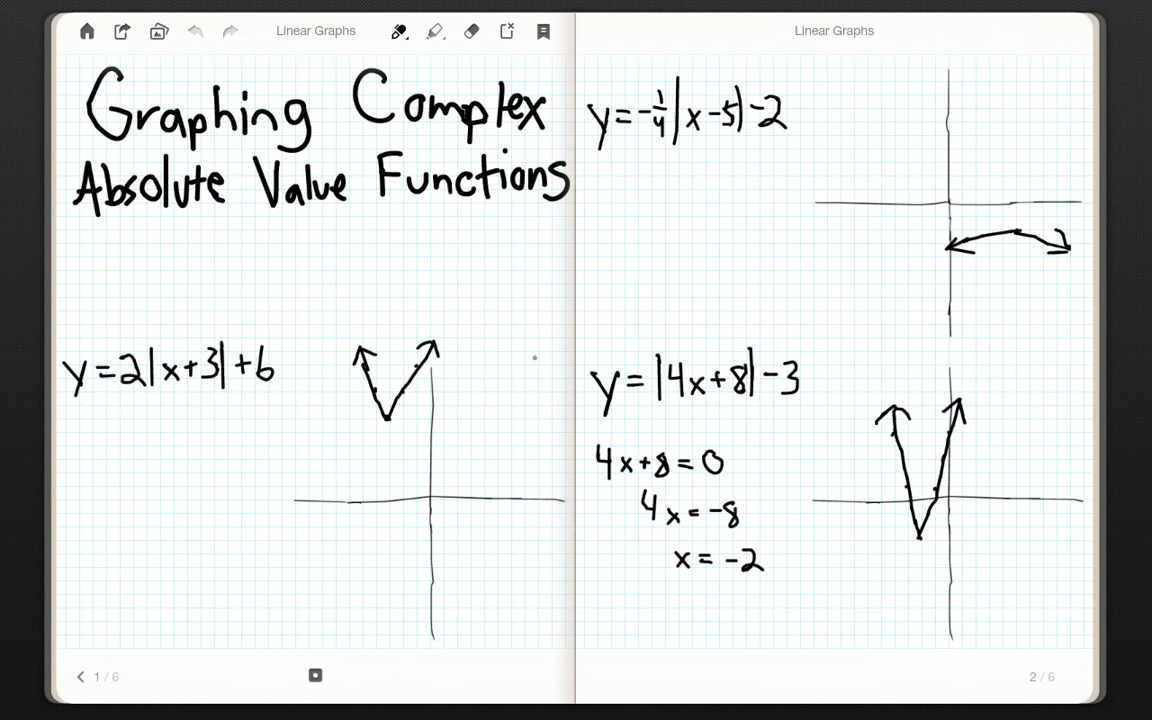 Linear Graphs
Graphing Complex
Absolute Value Functions
y=2|x+3|+6
1 / 6
Linear Graphs
y=-1/4|x-5|-2
y=|4x+8|-3
4x+8=0
4x=-8
x=-2
2 / 6